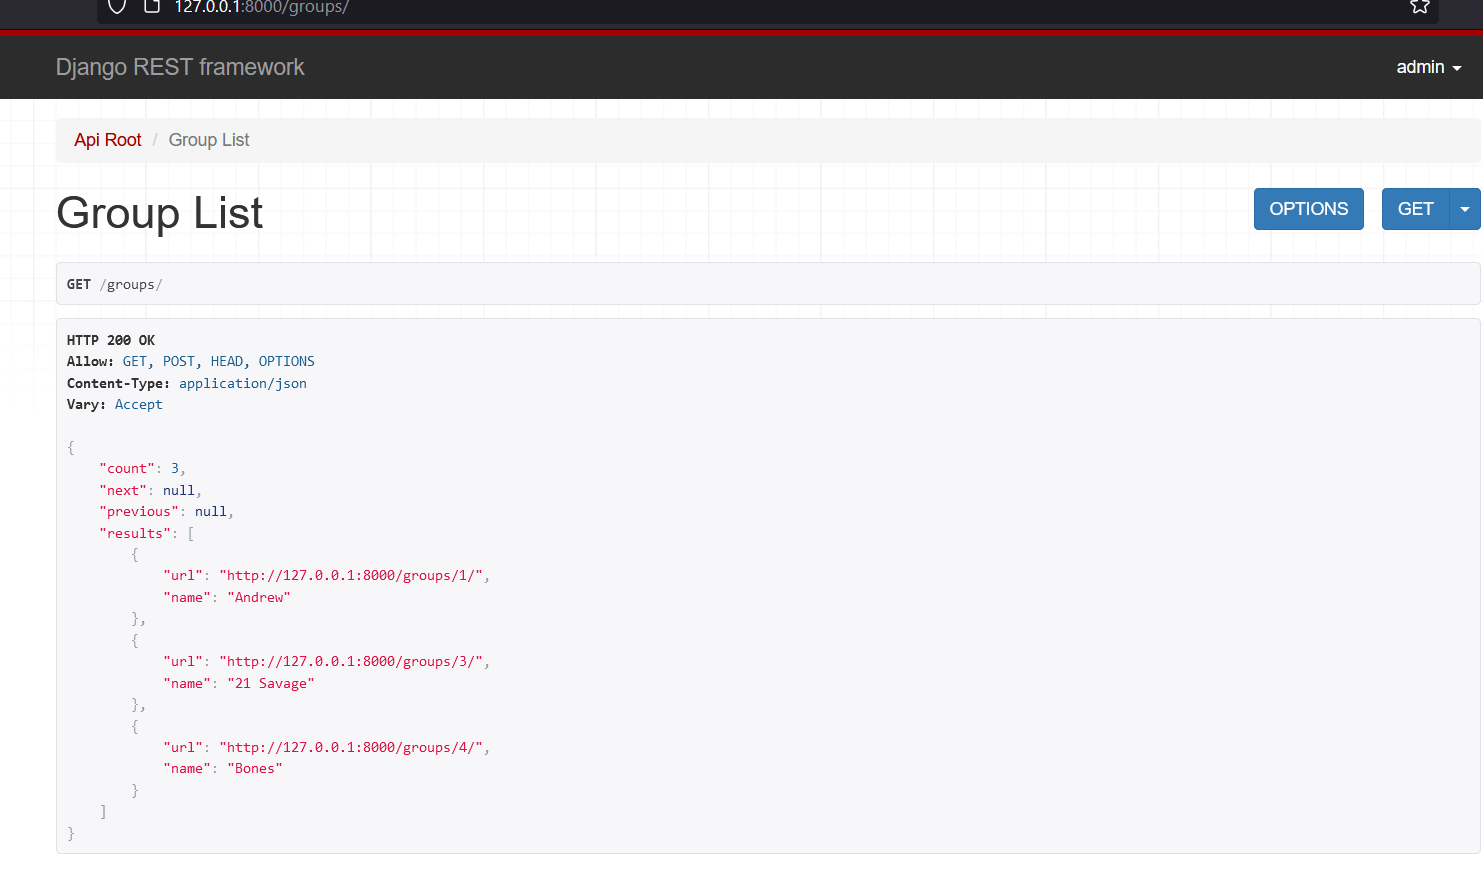 127.0.0.1:8000/groups/
Django REST framework
admin
Api Root / Group List
Group List
OPTIONS
GET
GET /groups/
HTTP 200 OK
Allow: GET, POST, HEAD, OPTIONS
Content-Type: application/json
Vary: Accept
{
    "count": 3,
    "next": null,
    "previous": null,
    "results": [
        {
            "url": "http://127.0.0.1:8000/groups/1/",
            "name": "Andrew"
        },
        {
            "url": "http://127.0.0.1:8000/groups/3/",
            "name": "21 Savage"
        },
        {
            "url": "http://127.0.0.1:8000/groups/4/",
            "name": "Bones"
        }
    ]
}